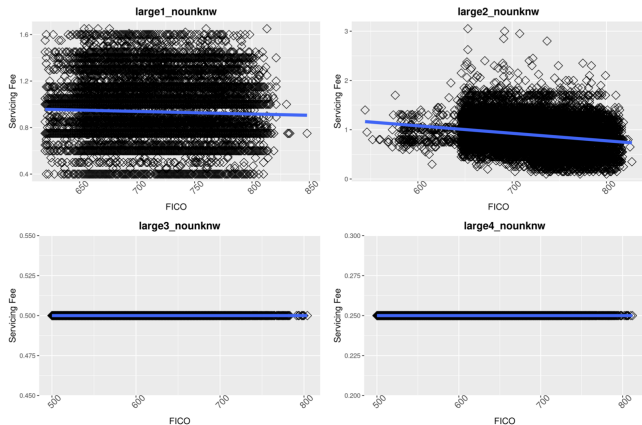 large1_nounknw
large2_nounknw
Servicing Fee
1.6
1.2
0.8
0.4
650
700
750
800
850
FICO
Servicing Fee
3
2
1
0
600
700
800
FICO
large3_nounknw
large4_nounknw
Servicing Fee
0.550
0.525
0.500
0.475
0.450
500
600
700
800
FICO
Servicing Fee
0.300
0.275
0.250
0.225
0.200
500
600
700
800
FICO